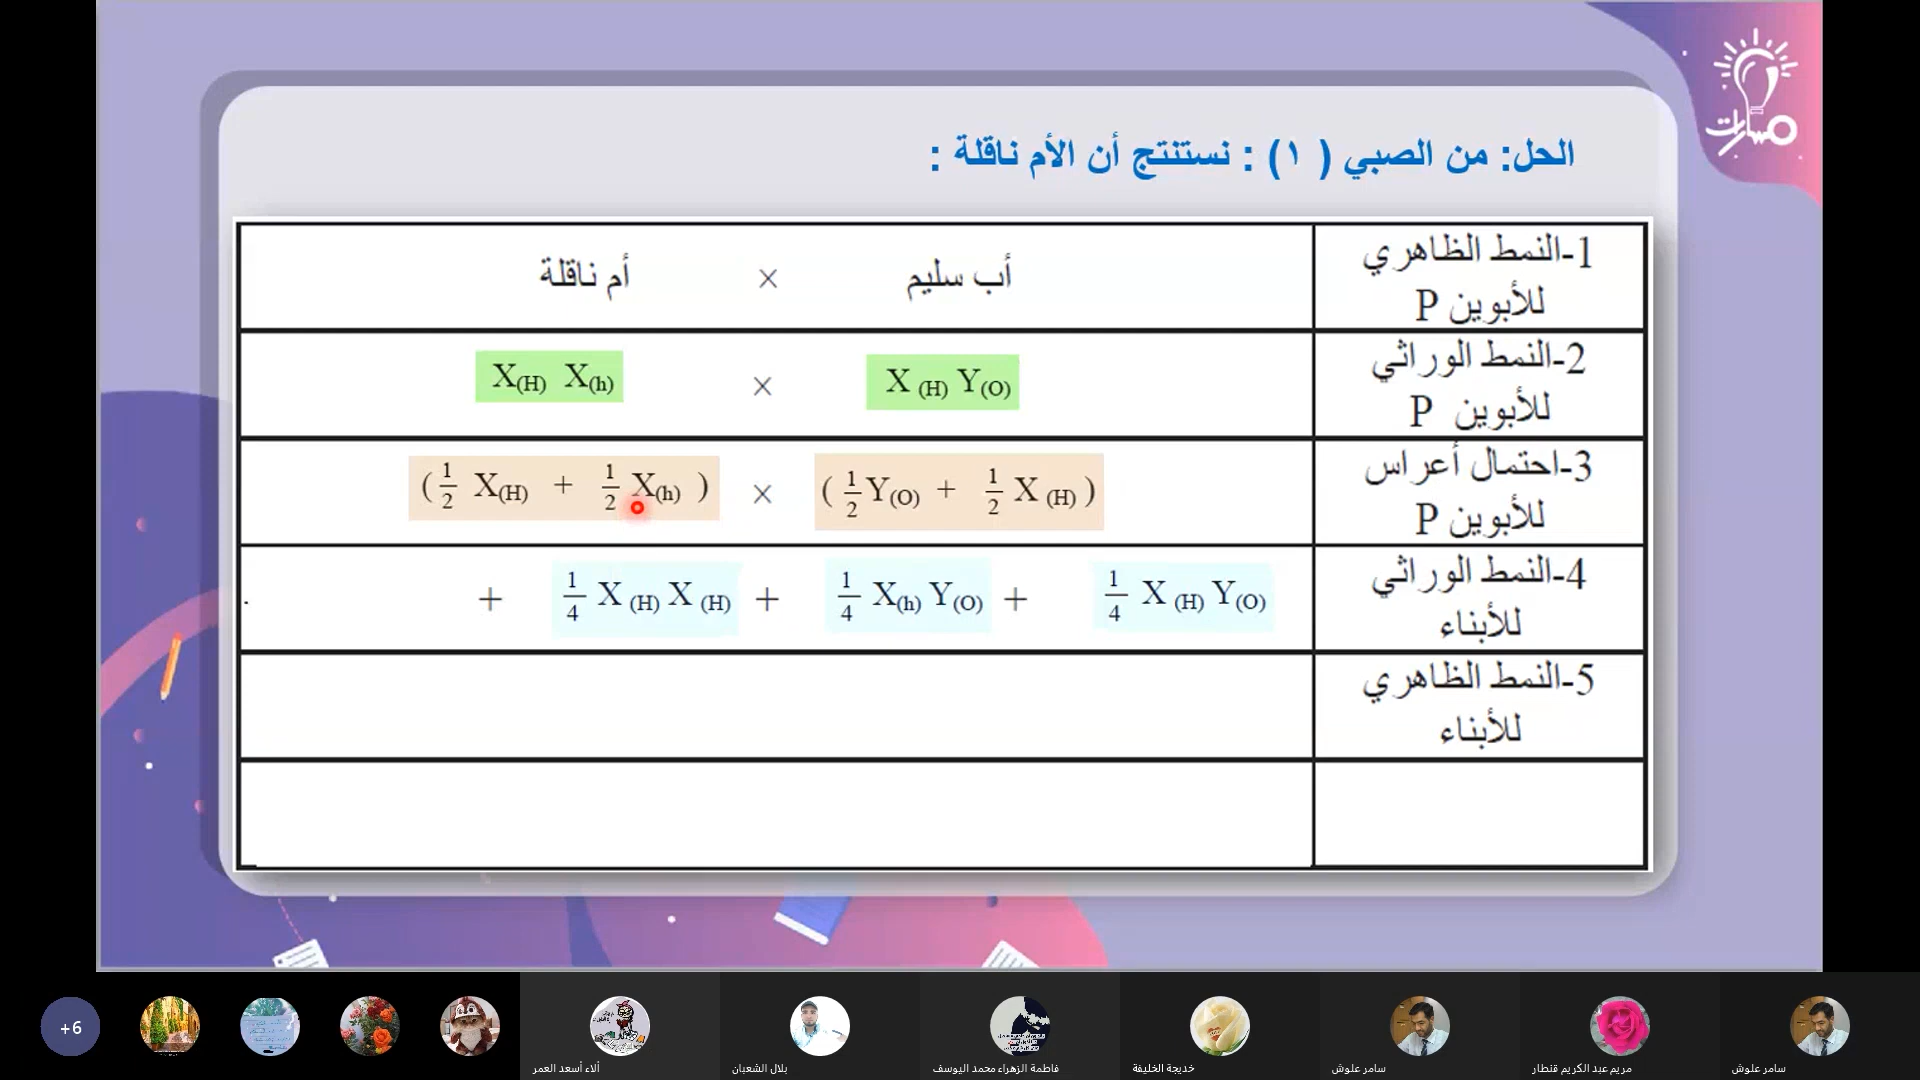 مسارات
الحل: من الصبي ( ١ ) : نستنتج أن الأم ناقلة :
1-النمط الظاهري
للأبوين P
أب سليم × أم ناقلة
2-النمط الوراثي
للأبوين P
X(H) X(h) × X (H) Y(O)
3-احتمال أعراس
للأبوين P
(1/2 X(H) + 1/2 X(h) ) × ( 1/2 Y(O) + 1/2 X (H) )
4-النمط الوراثي
للأبناء
+ 1/4 X (H) X (H) + 1/4 X(h) Y(O) + 1/4 X (H) Y(O)
5-النمط الظاهري
للأبناء
+6
ألاء أسعد العمر
بلال الشعبان
فاطمة الزهراء محمد اليوسف
خديجة الخليفة
سامر علوش
مريم عبد الكريم قنطار
سامر علوش